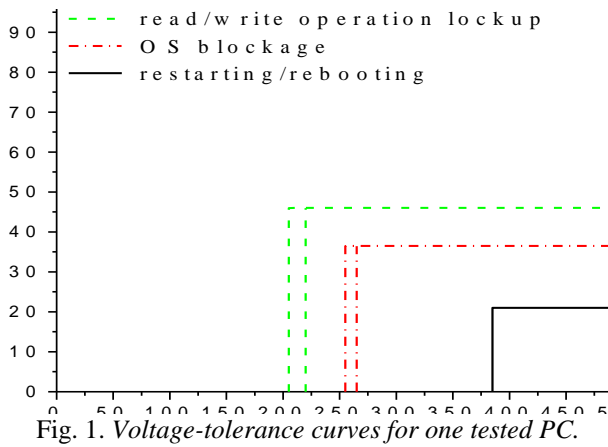 read/write operation lockup
90
OS blockage
80
restarting/rebooting
70
60
50
40
30
20
10
0
0 50 100 150 200 250 300 350 400 450
Fig. 1. Voltage-tolerance curves for one tested PC.